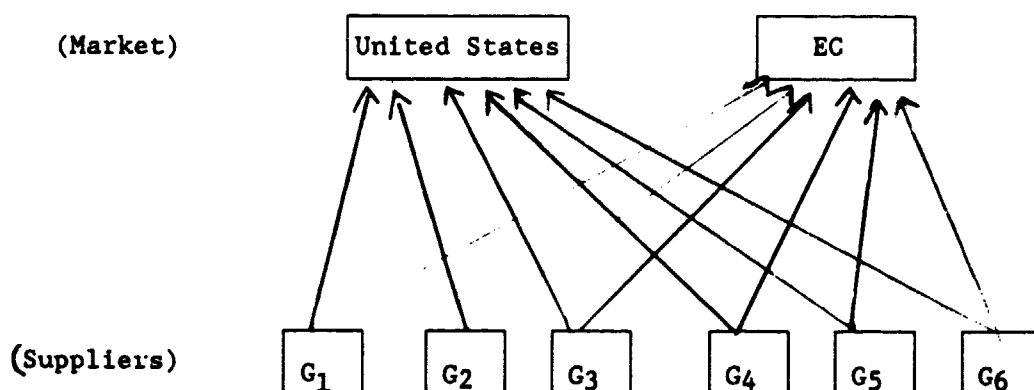 (Market) United States EC
(Suppliers) G1 G2 G3 G4 G5 G6